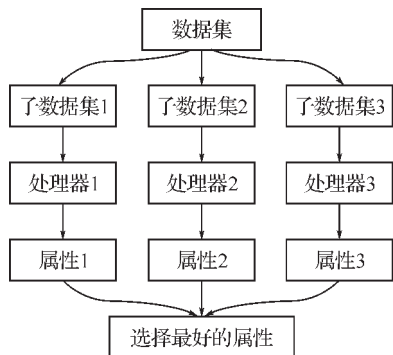 数据集
了数据集1 了数据集2 了数据集3
处理器1 处理器2 处理器3
属性1 属性2 属性3
选择最好的属性